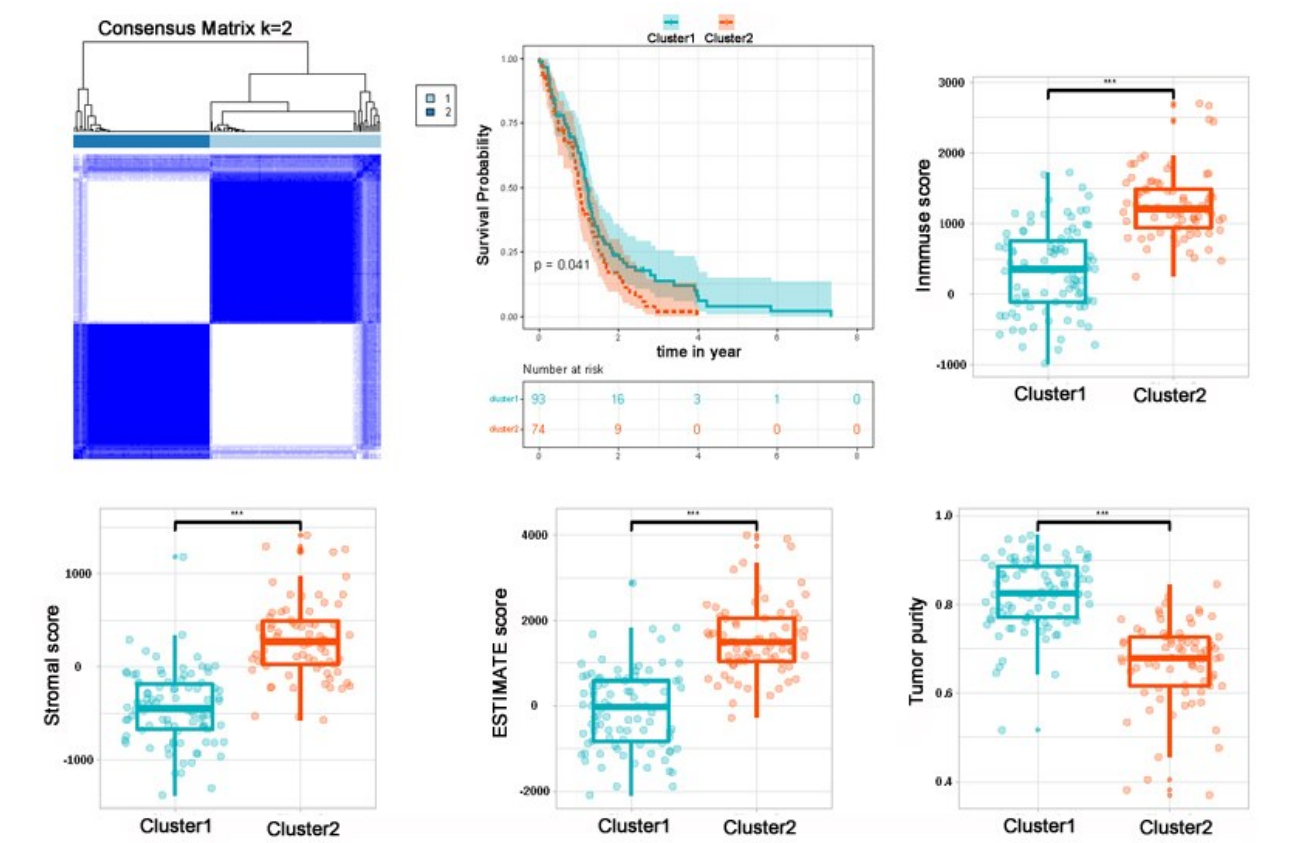 Consensus Matrix k=2
1
2
Cluster1 Cluster2
1.00
0.75
0.50
0.25
0.00
Survival Probability
p = 0.041
0 2 4 6 8
time in year
Number at risk
cluster1 93 16 3 1 0
cluster2 74 9 0 0 0
0 2 4 6 8
***
3000
2000
1000
0
-1000
Inmmuse score
Cluster1 Cluster2
***
1000
0
-1000
Stromal score
Cluster1 Cluster2
***
4000
2000
0
-2000
ESTIMATE score
Cluster1 Cluster2
***
1.0
0.8
0.6
0.4
Tumor purity
Cluster1 Cluster2